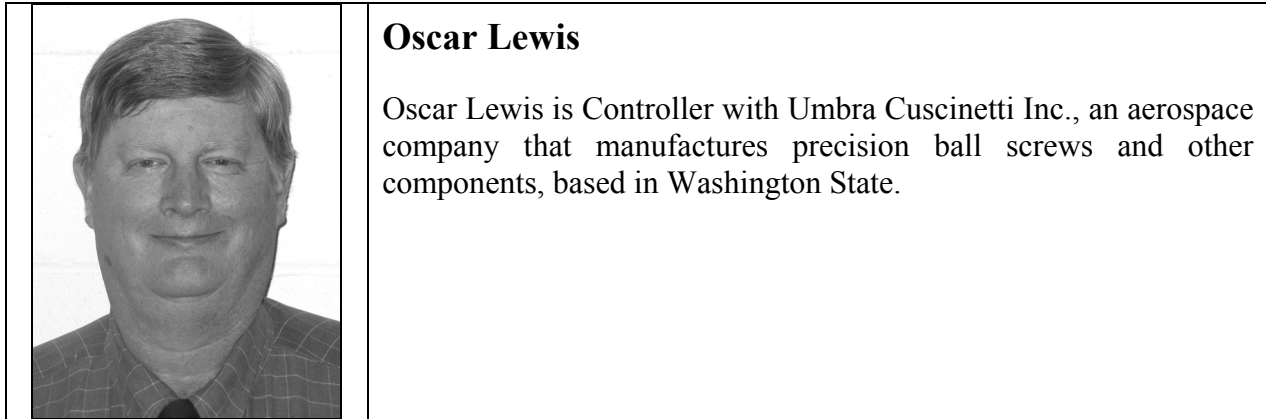 Oscar Lewis
Oscar Lewis is Controller with Umbra Cuscinetti Inc., an aerospace
company that manufactures precision ball screws and other
components, based in Washington State.